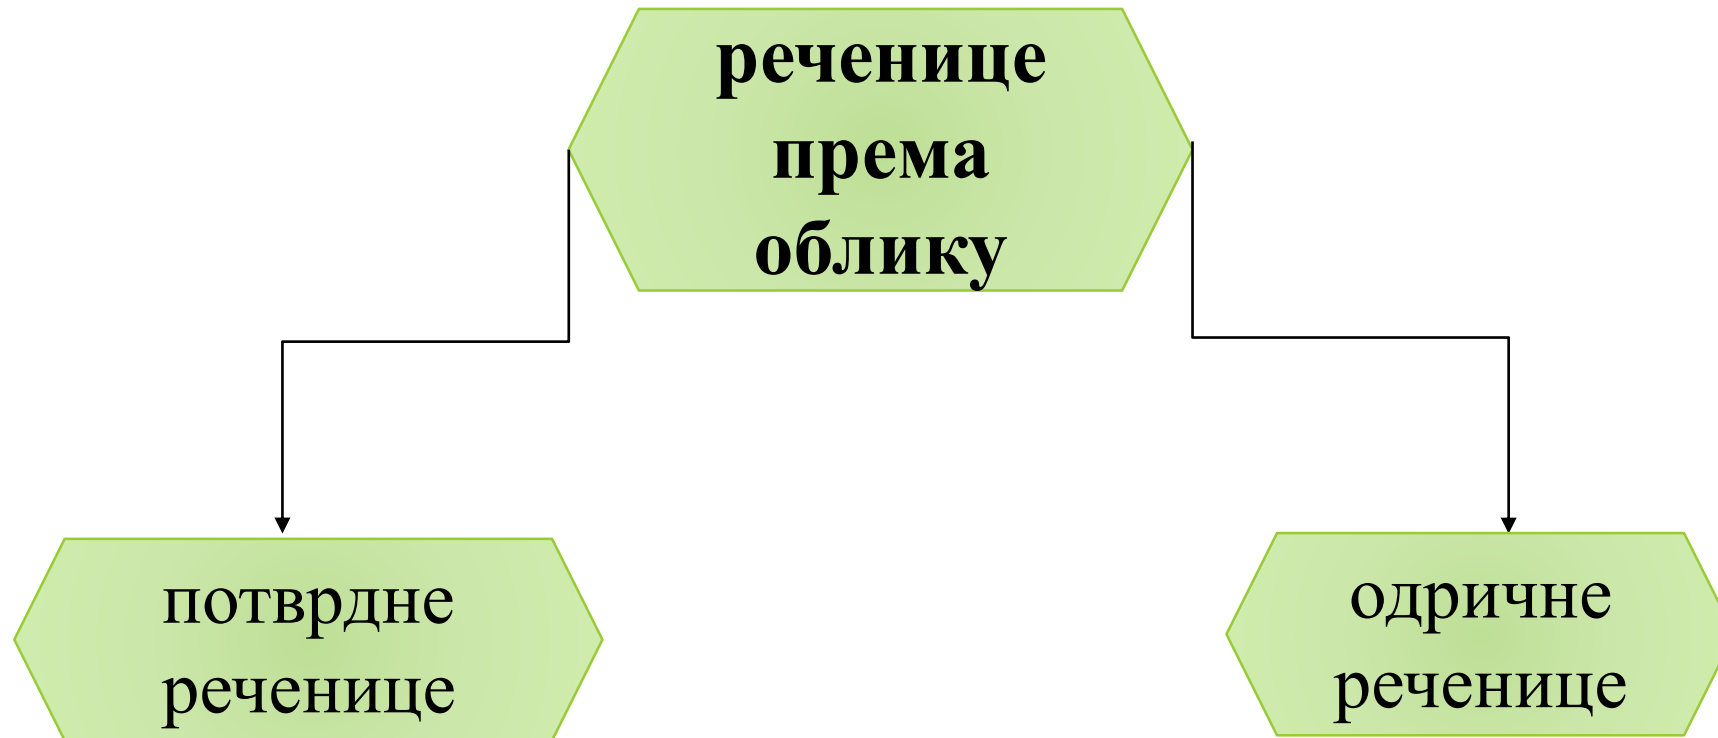 реченице
према
облику
потврдне
реченице
одричне
реченице